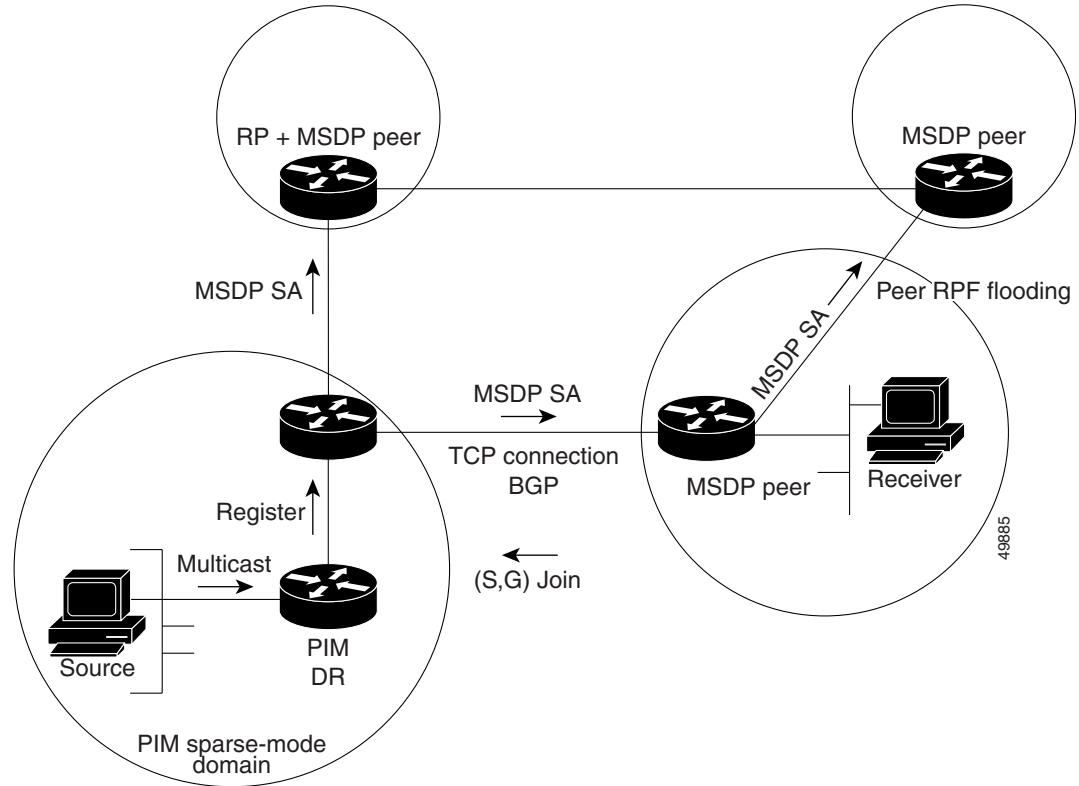 RP + MSDP peer
MSDP peer
MSDP SA
Peer RPF flooding
MSDP SA
MSDP SA
TCP connection
BGP
MSDP peer
Receiver
Register
49885
Multicast
(S,G) Join
Source
PIM
DR
PIM sparse-mode
domain